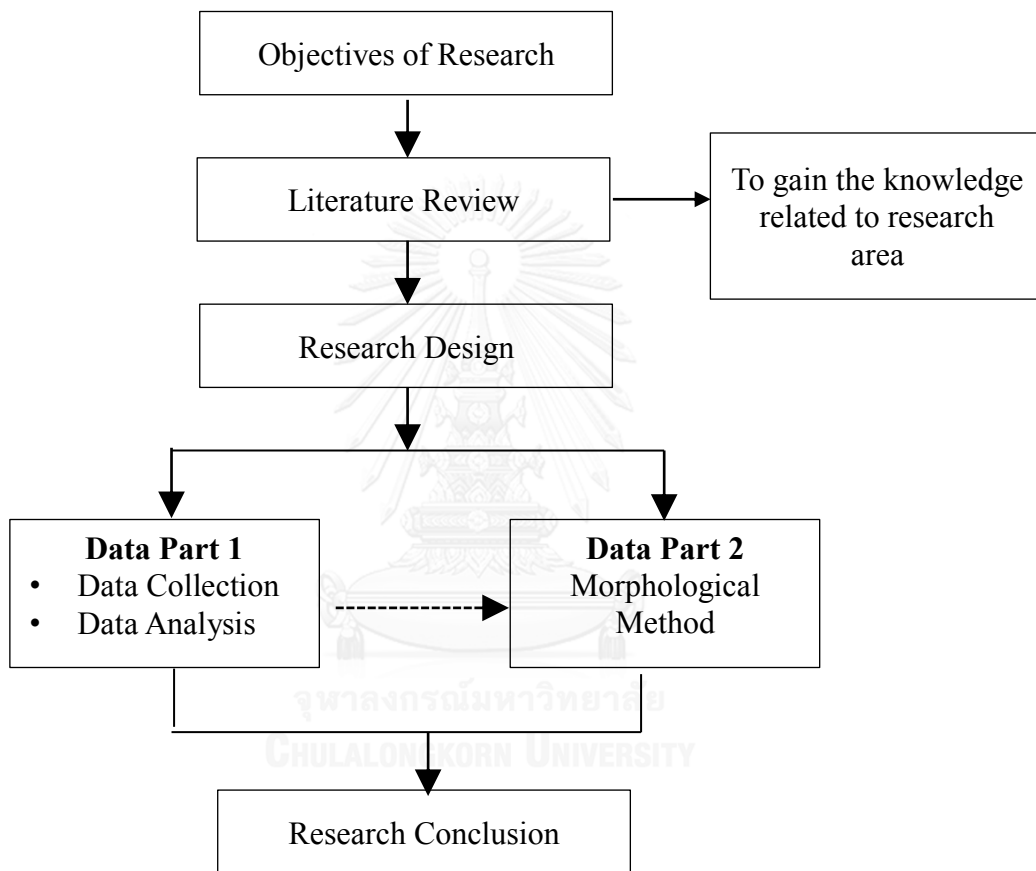 Objectives of Research
Literature Review
To gain the knowledge
related to research
area
Research Design
Data Part 1
• Data Collection
• Data Analysis
Data Part 2
Morphological
Method
จุฬาลงกรณ์มหาวิทยาลัย
CHULALONGKORN UNIVERSITY
Research Conclusion